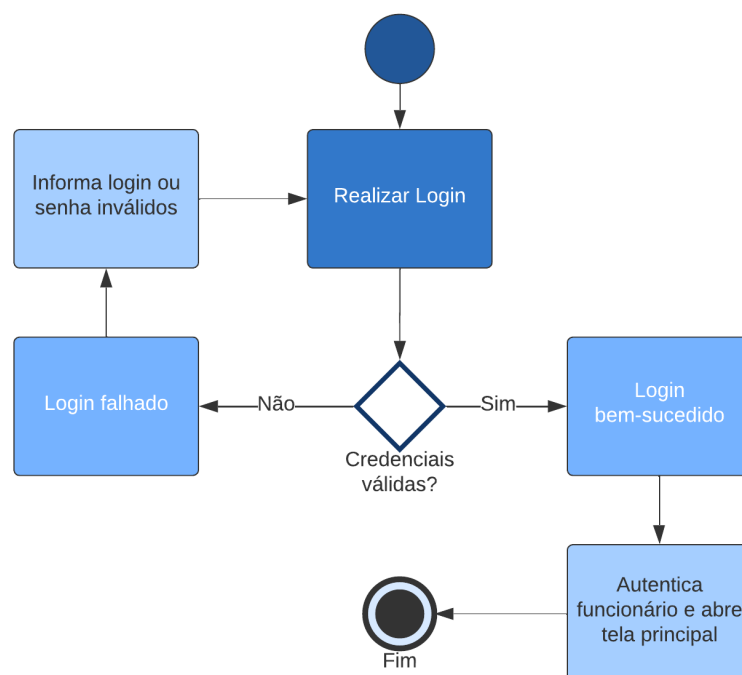 Informa login ou
senha inválidos
Realizar Login
Login falhado
Não
Credenciais
válidas?
Sim
Login
bem-sucedido
Autentica
funcionário e abre
tela principal
Fim